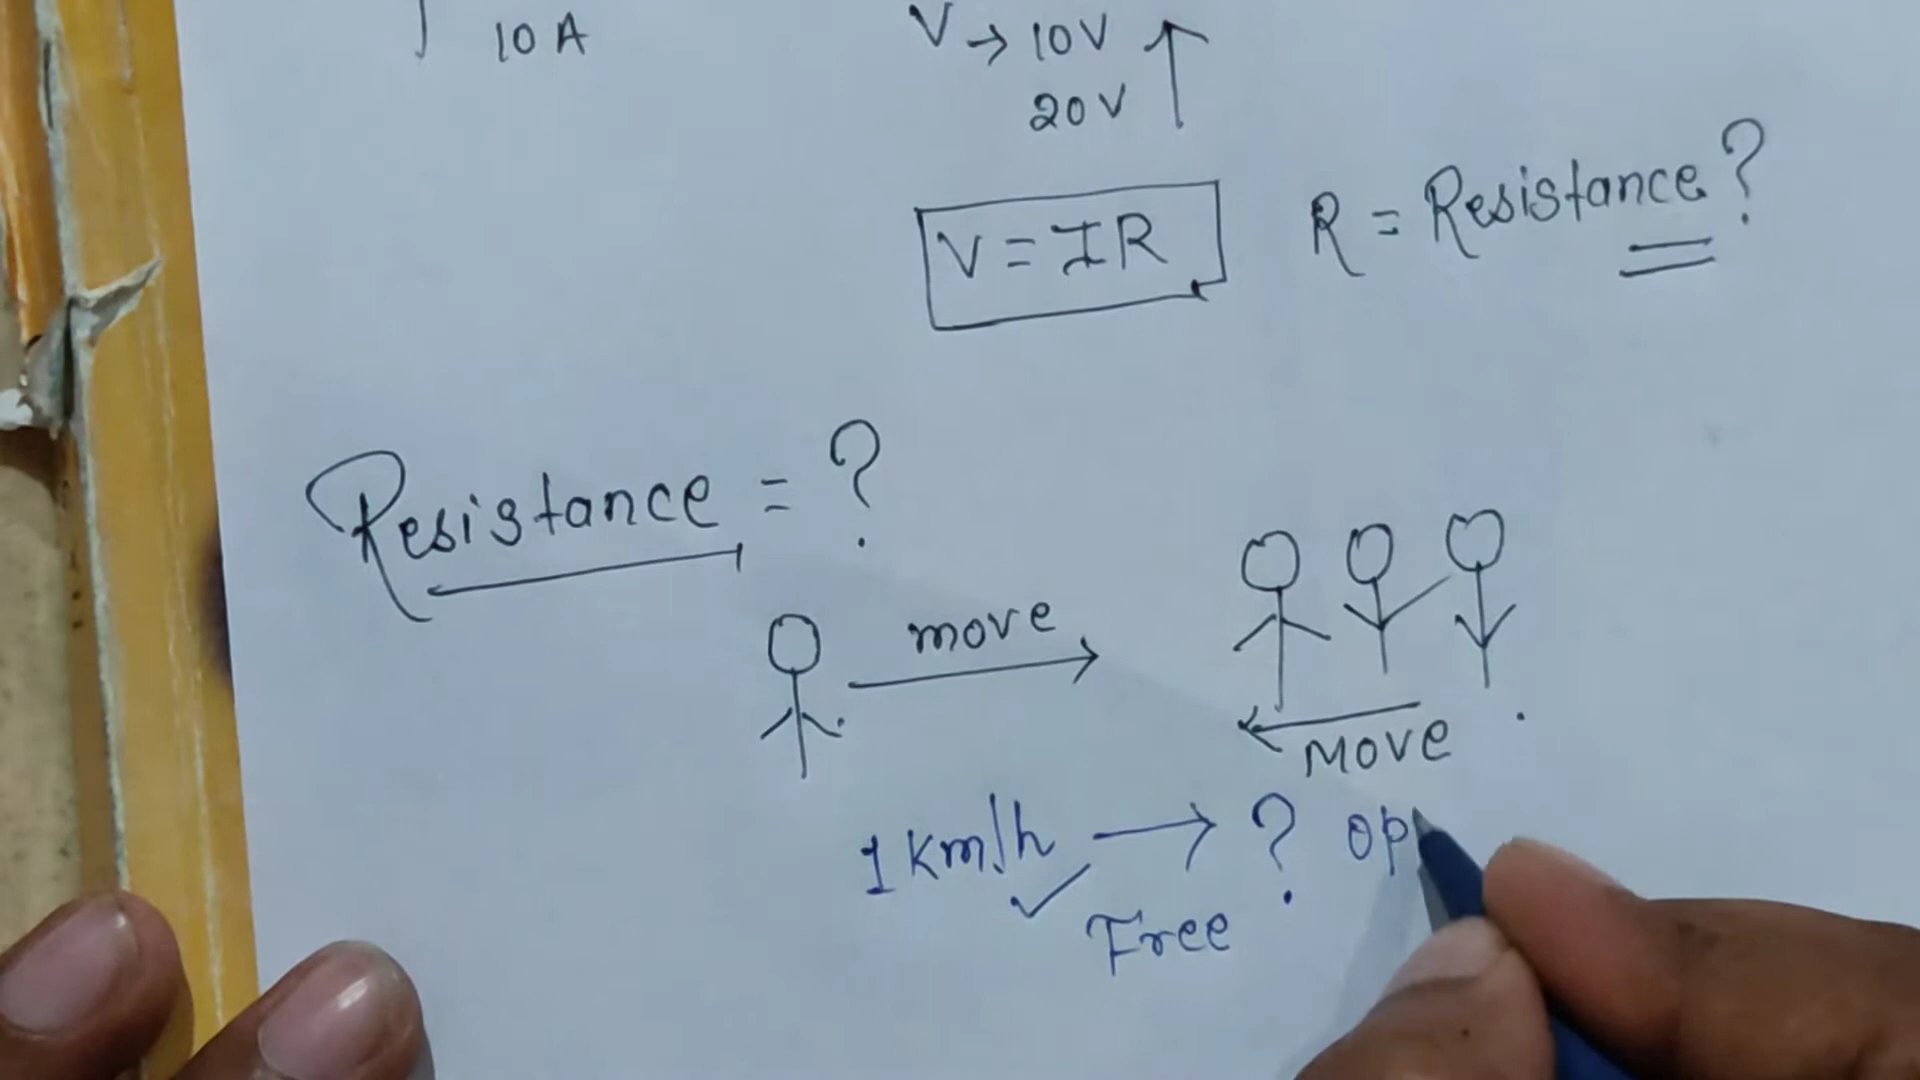 10 A
V → 10V
20V
V = IR
R = Resistance?
Resistance = ?
move
Move
1 Km/h → ? op
Free